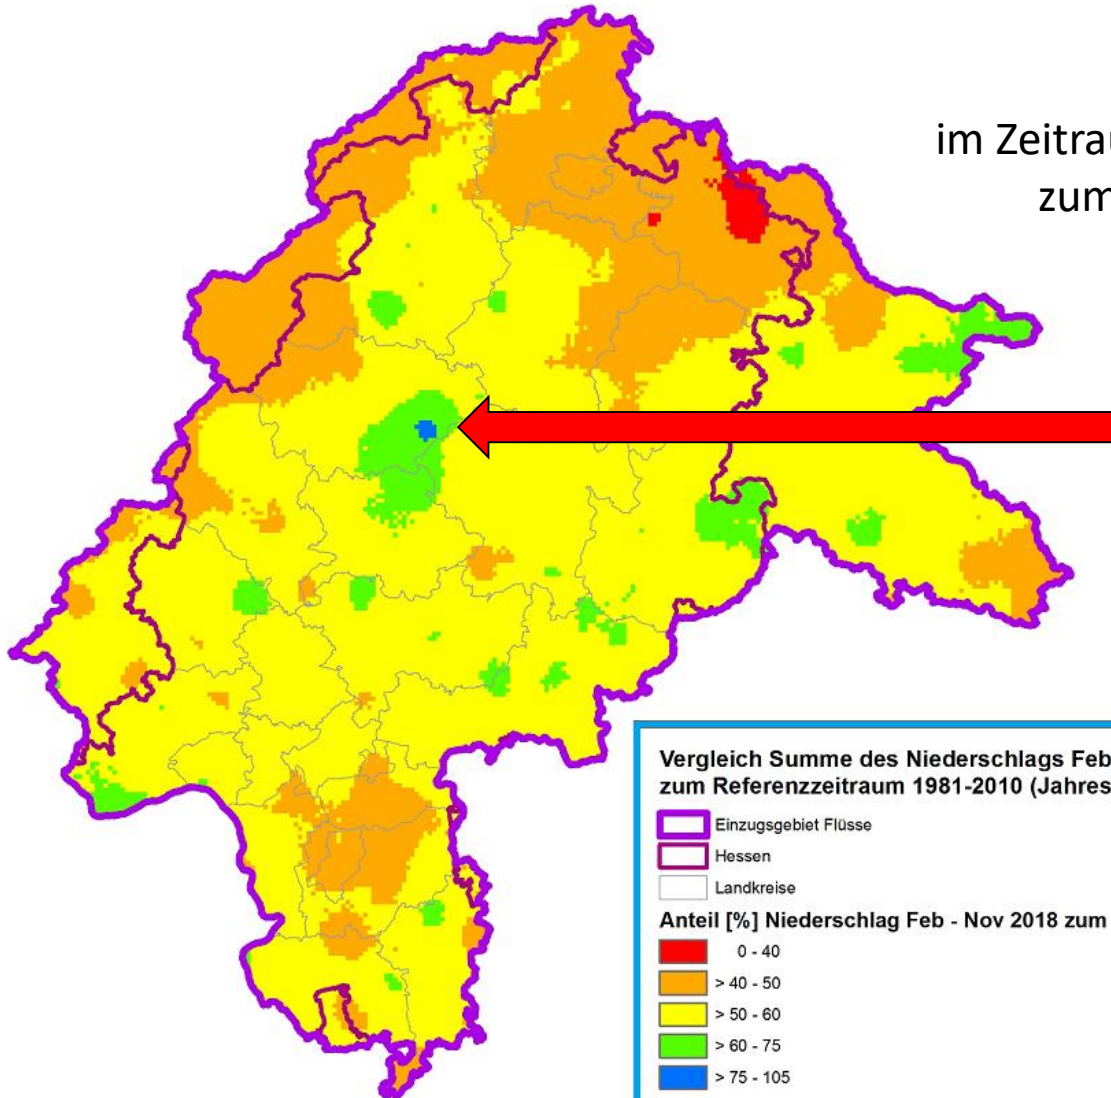 im Zeitrau
zum
Vergleich Summe des Niederschlags Feb
zum Referenzzeitraum 1981-2010 (Jahres
Einzugsgebiet Flüsse
Hessen
Landkreise
Anteil [%] Niederschlag Feb - Nov 2018 zum
0 - 40
> 40 - 50
> 50 - 60
> 60 - 75
> 75 - 105